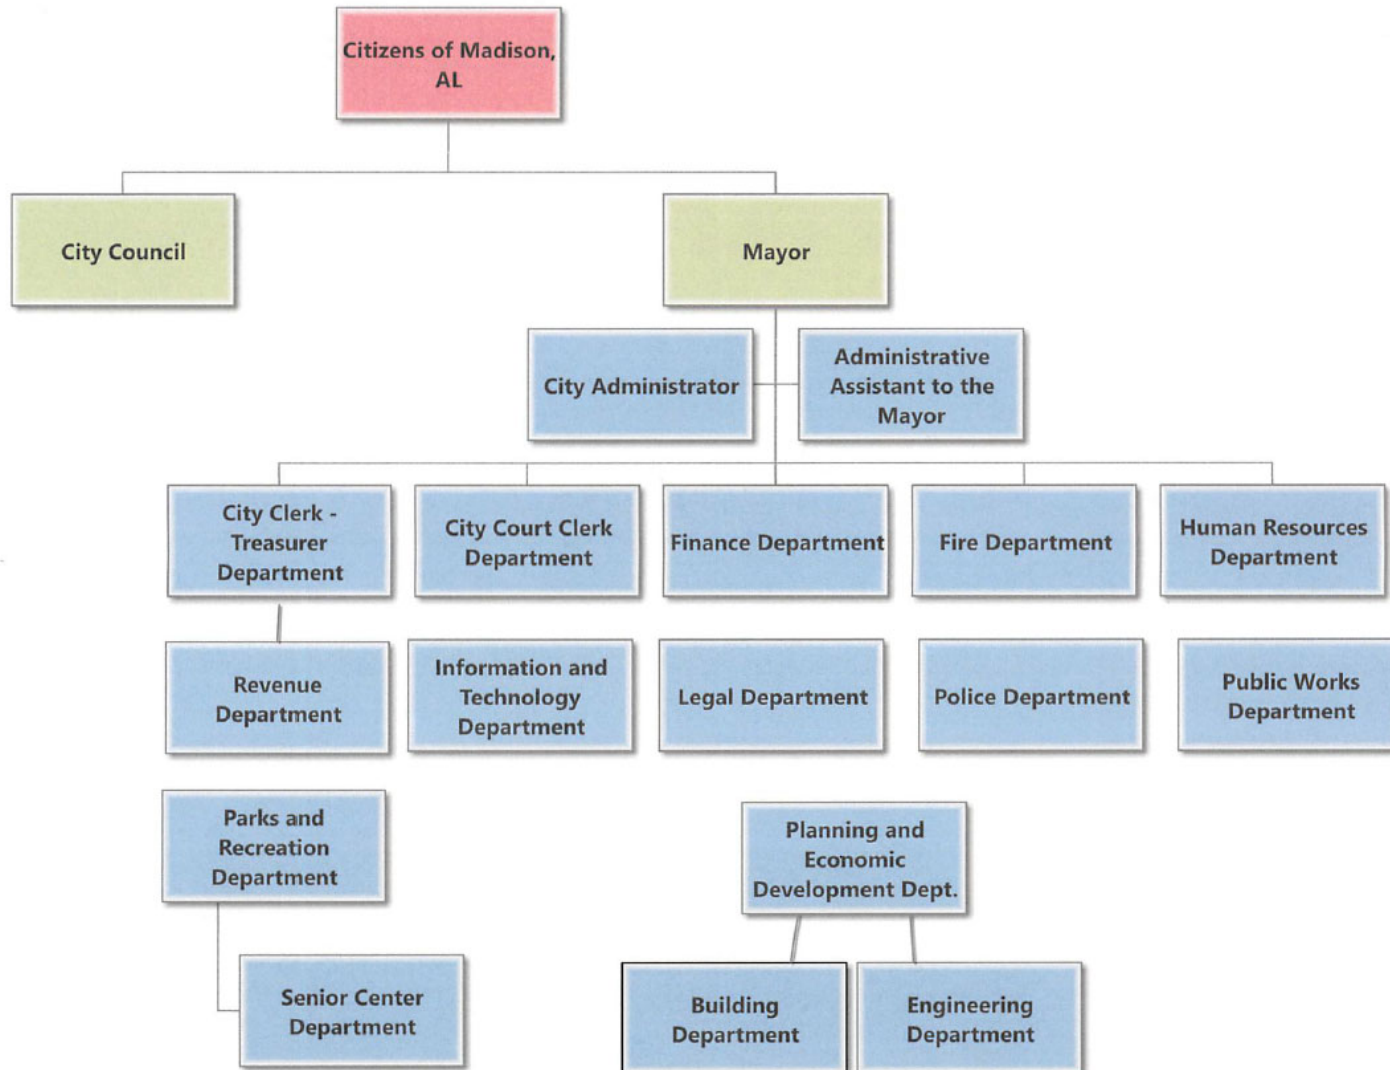 Citizens of Madison,
AL
City Council
Mayor
City Administrator
Administrative
Assistant to the
Mayor
City Clerk -
Treasurer
Department
City Court Clerk
Department
Finance Department
Fire Department
Human Resources
Department
Revenue
Department
Information and
Technology
Department
Legal Department
Police Department
Public Works
Department
Parks and
Recreation
Department
Planning and
Economic
Development Dept.
Senior Center
Department
Building
Department
Engineering
Department